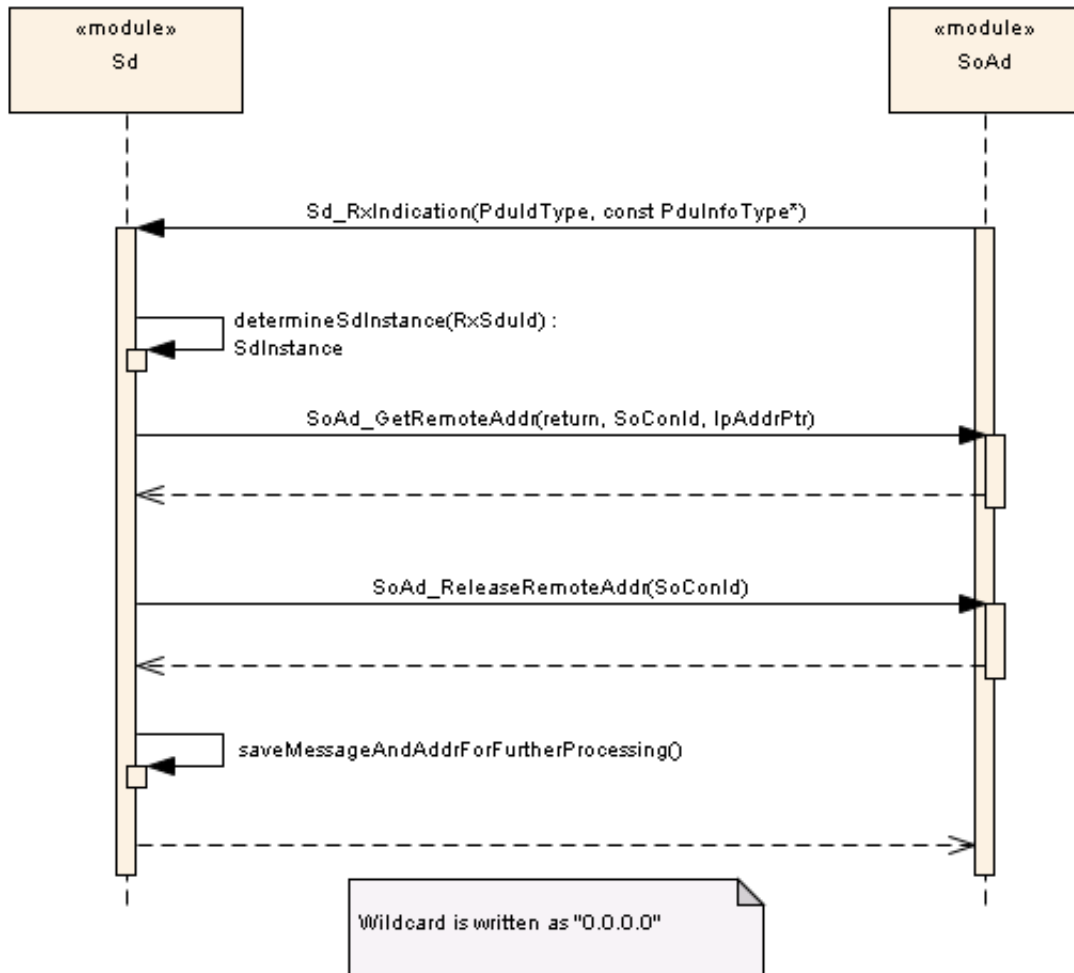 «module»
Sd
«module»
SoAd
Sd_RxIndication(PduIdType, const PduInfoType*)
determineSdInstance(RxSduId) :
SdInstance
SoAd_GetRemoteAddr(return, SoConId, IpAddrPtr)
SoAd_ReleaseRemoteAddr(SoConId)
saveMessageAndAddrForFurtherProcessing()
Wildcard is written as "0.0.0.0"